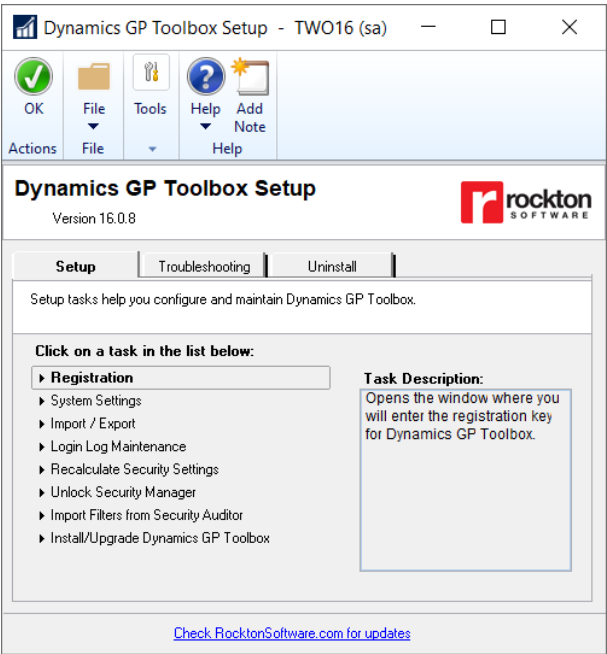 Dynamics GP Toolbox Setup - TWO16 (sa)
OK
File
Tools
Help
Add
Note
Actions
File
Help
Dynamics GP Toolbox Setup
Version 16.0.8
rockton
SOFTWARE
Setup
Troubleshooting
Uninstall
Setup tasks help you configure and maintain Dynamics GP Toolbox.
Click on a task in the list below:
Registration
System Settings
Import / Export
Login Log Maintenance
Recalculate Security Settings
Unlock Security Manager
Import Filters from Security Auditor
Install/Upgrade Dynamics GP Toolbox
Task Description:
Opens the window where you
will enter the registration key
for Dynamics GP Toolbox.
Check RocktonSoftware.com for updates